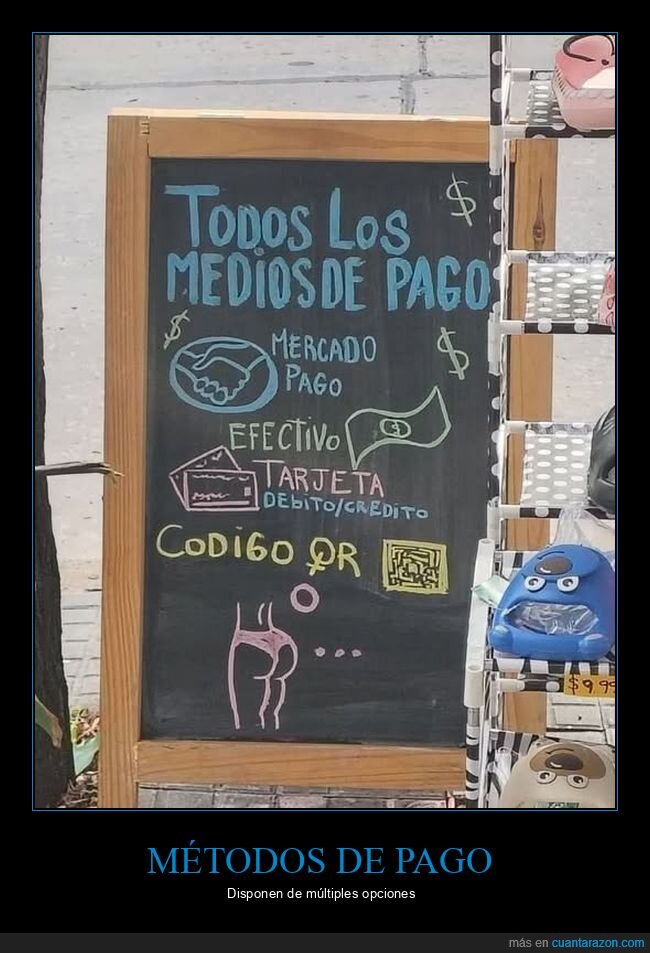 TODOS LOS
MEDIOS DE PAGO
$
$
$
MERCADO
PAGO
EFECTIVO
$
TARJETA
DEBITO/CREDITO
CODIGO QR
O ...
$9.99
MÉTODOS DE PAGO
Disponen de múltiples opciones
más en cuantarazon.com